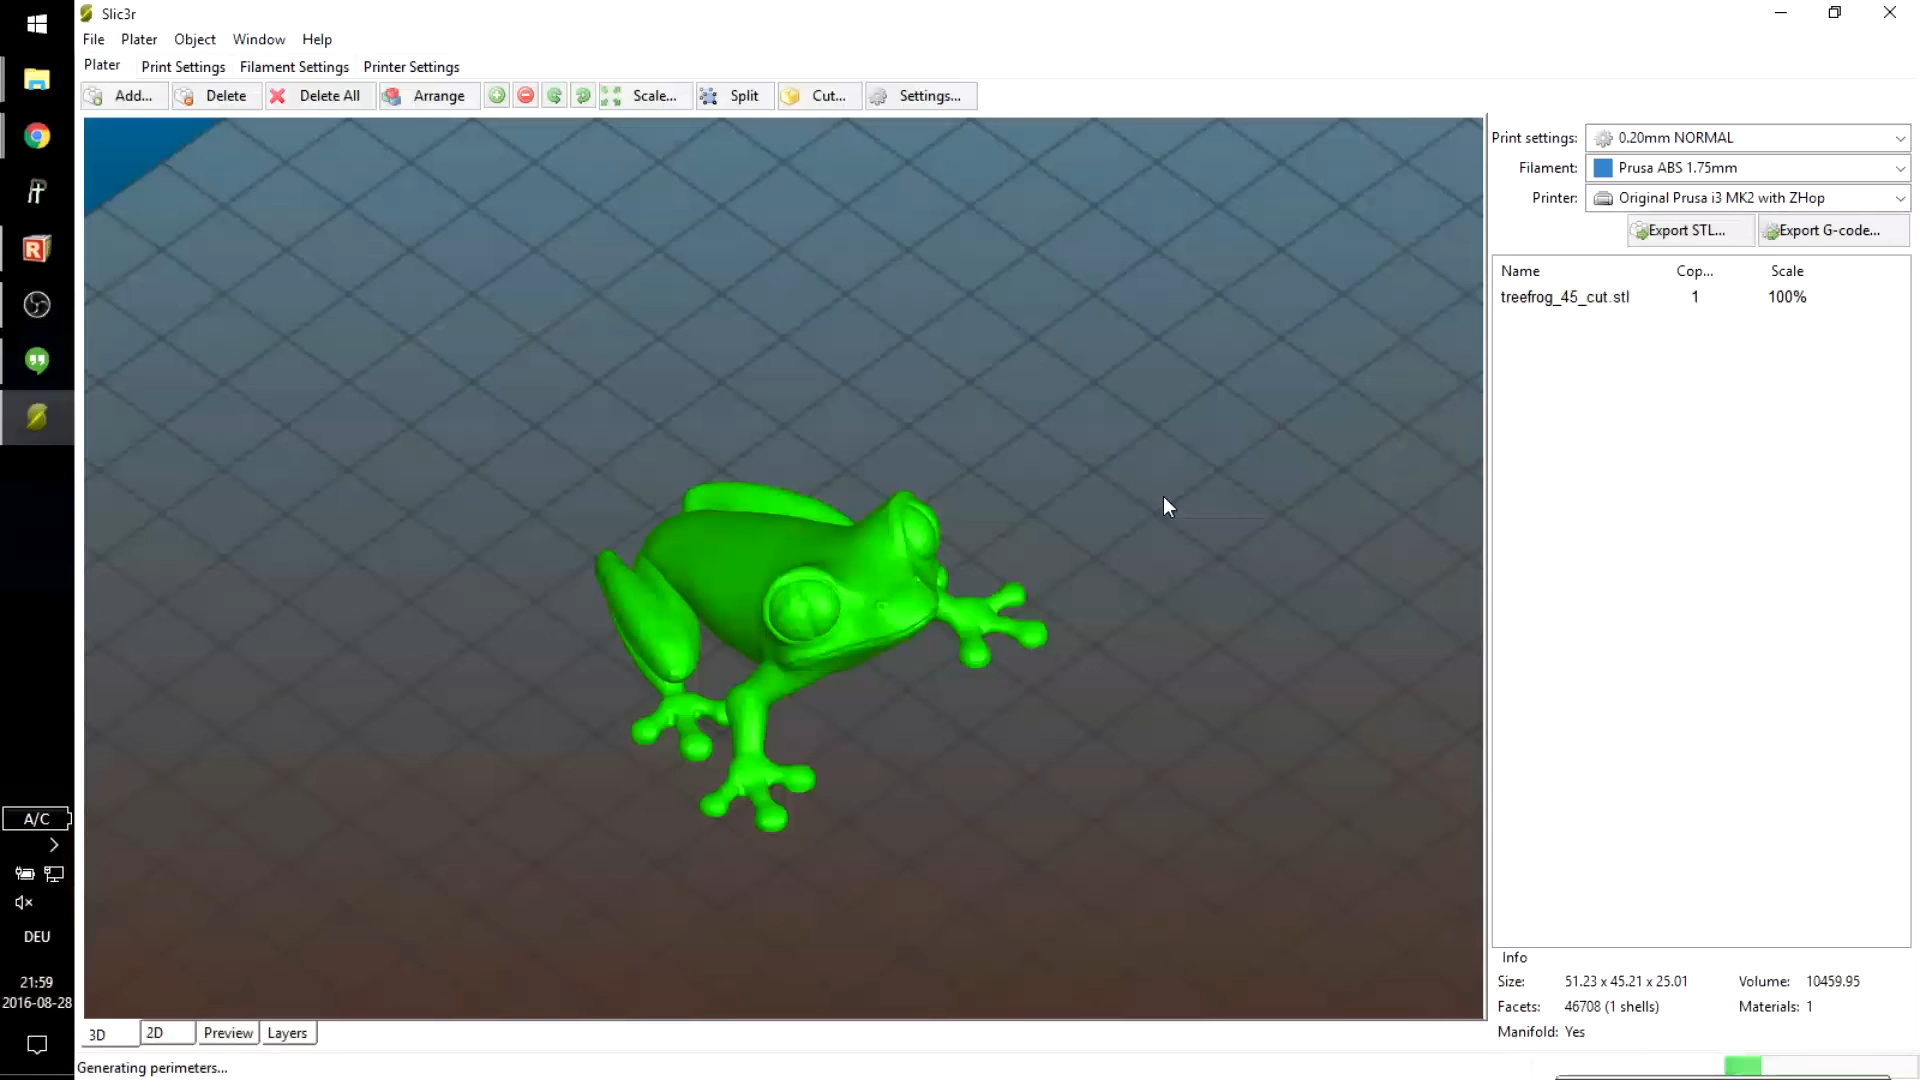 Slic3r
File Plater Object Window Help
Plater Print Settings Filament Settings Printer Settings
Add... Delete Delete All Arrange Scale... Split Cut... Settings...
Print settings: 0.20mm NORMAL
Filament: Prusa ABS 1.75mm
Printer: Original Prusa i3 MK2 with ZHop
Export STL... Export G-code...
Name Cop... Scale
treefrog_45_cut.stl 1 100%
Info
Size: 51.23 x 45.21 x 25.01 Volume: 10459.95
Facets: 46708 (1 shells) Materials: 1
Manifold: Yes
3D 2D Preview Layers
Generating perimeters...
A/C
DEU
21:59
2016-08-28